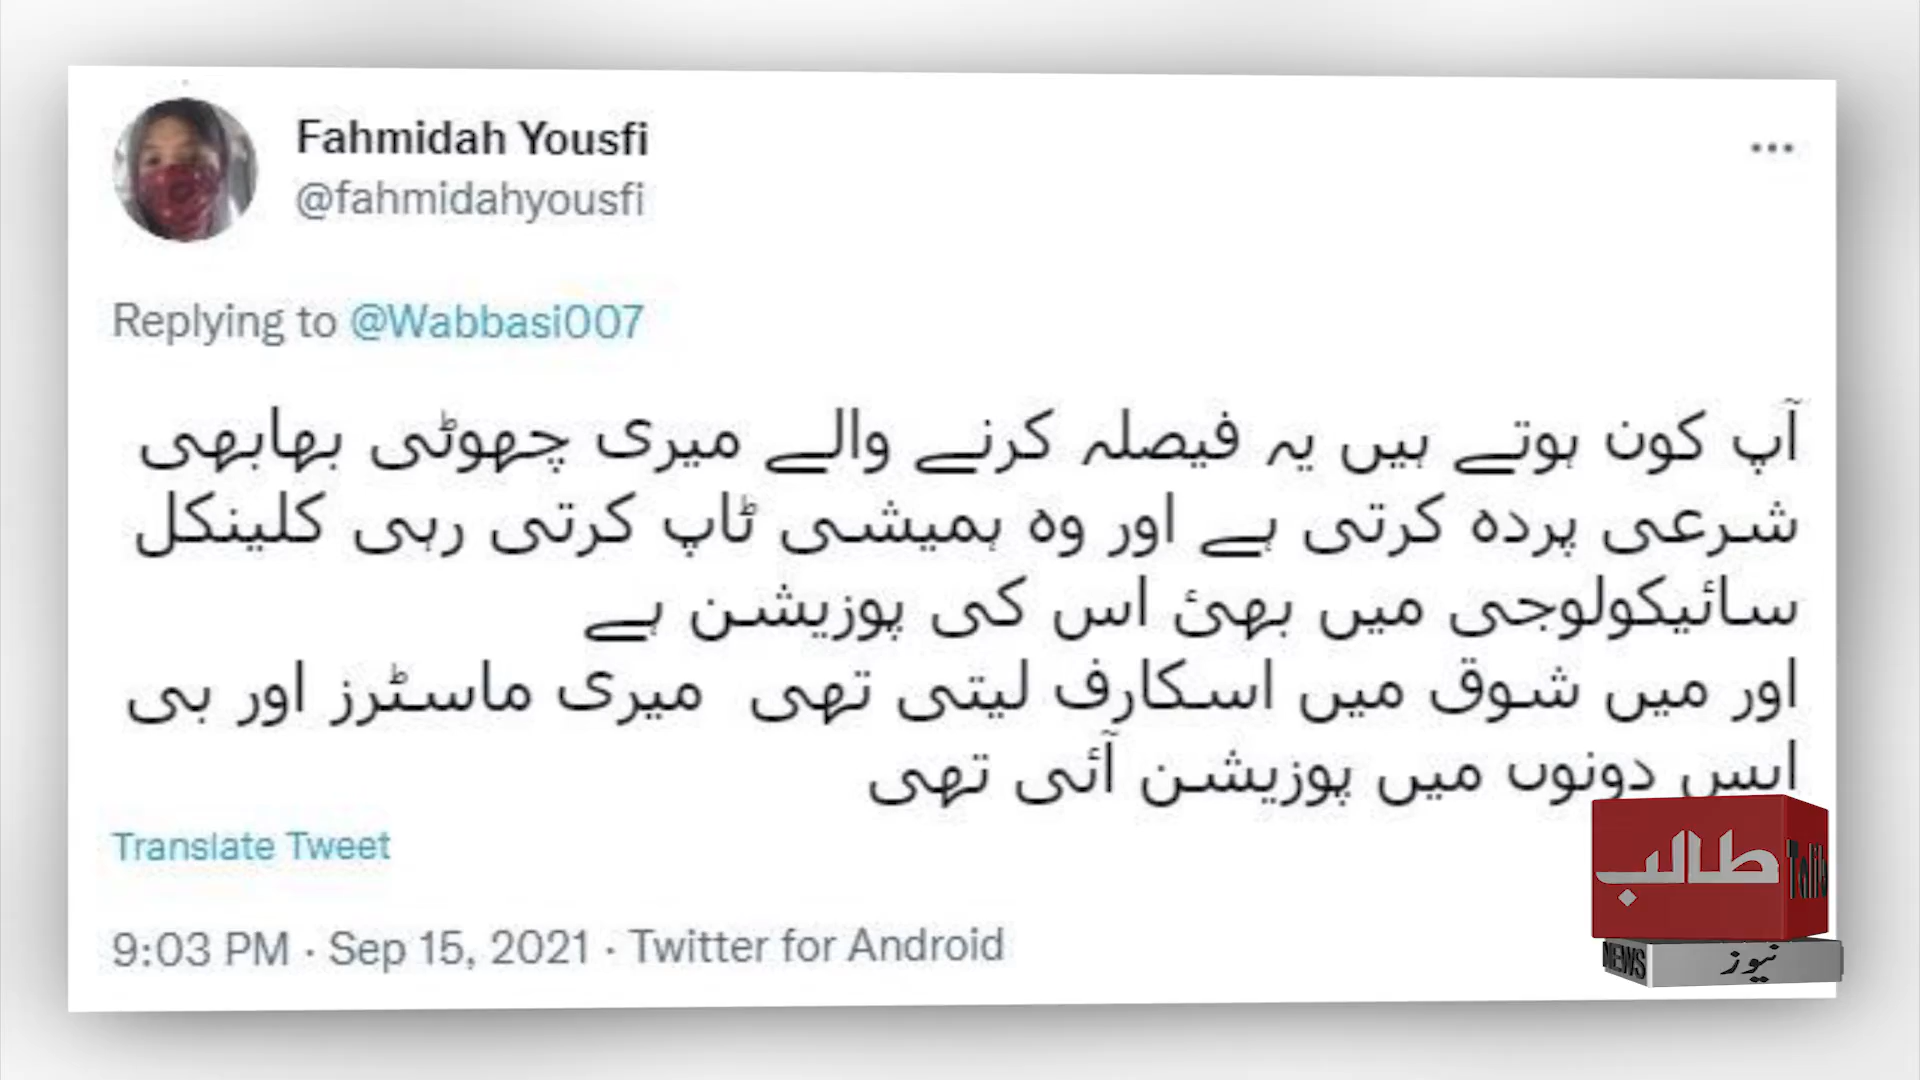 Fahmidah Yousfi
@fahmidahyousfi
Replying to @Wabbasi007
آپ کون ہوتے ہیں یہ فیصلہ کرنے والے میری چھوٹی بھابھی
شرعی پردہ کرتی ہے اور وہ ہمیشی ٹاپ کرتی رہی کلینکل
سائیکولوجی میں بھئ اس کی پوزیشن ہے
اور میں شوق میں اسکارف لیتی تھی میری ماسٹرز اور بی
ایس دونوں میں پوزیشن آئی تھی
Translate Tweet
9:03 PM · Sep 15, 2021 · Twitter for Android
طالب
Talib
NEWS
نیوز